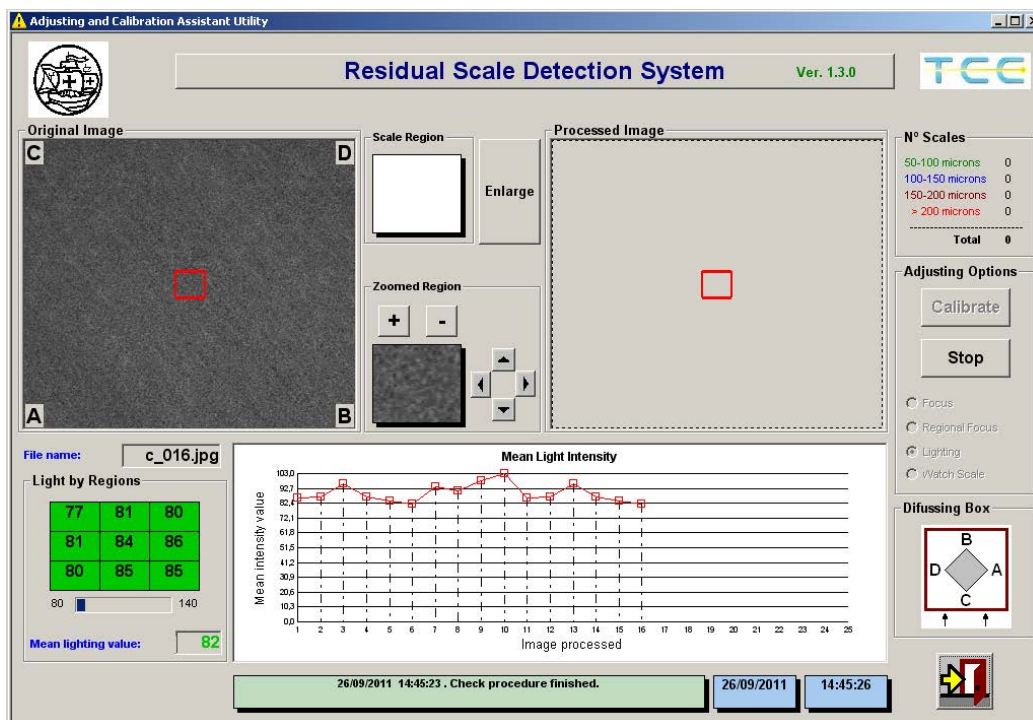 Adjusting and Calibration Assistant Utility
Residual Scale Detection System
Ver. 1.3.0
TCE
Original Image
C
D
A
B
Scale Region
Enlarge
Zoomed Region
+
-
Processed Image
Nº Scales
50-100 microns 0
100-150 microns 0
150-200 microns 0
> 200 microns 0
Total 0
Adjusting Options
Calibrate
Stop
Focus
Regional Focus
Lighting
Watch Scale
File name: c_016.jpg
Light by Regions
77 81 80
81 84 86
80 85 85
80 140
Mean lighting value: 82
Mean Light Intensity
Mean intensity value
103,0
92,7
82,4
72,1
61,8
51,5
41,2
30,9
20,6
10,3
0,0
1 2 3 4 5 6 7 8 9 10 11 12 13 14 15 16 17 18 19 20 21 22 23 24 25
Image processed
Difussing Box
B
D A
C
26/09/2011 14:45:23 . Check procedure finished.
26/09/2011
14:45:26